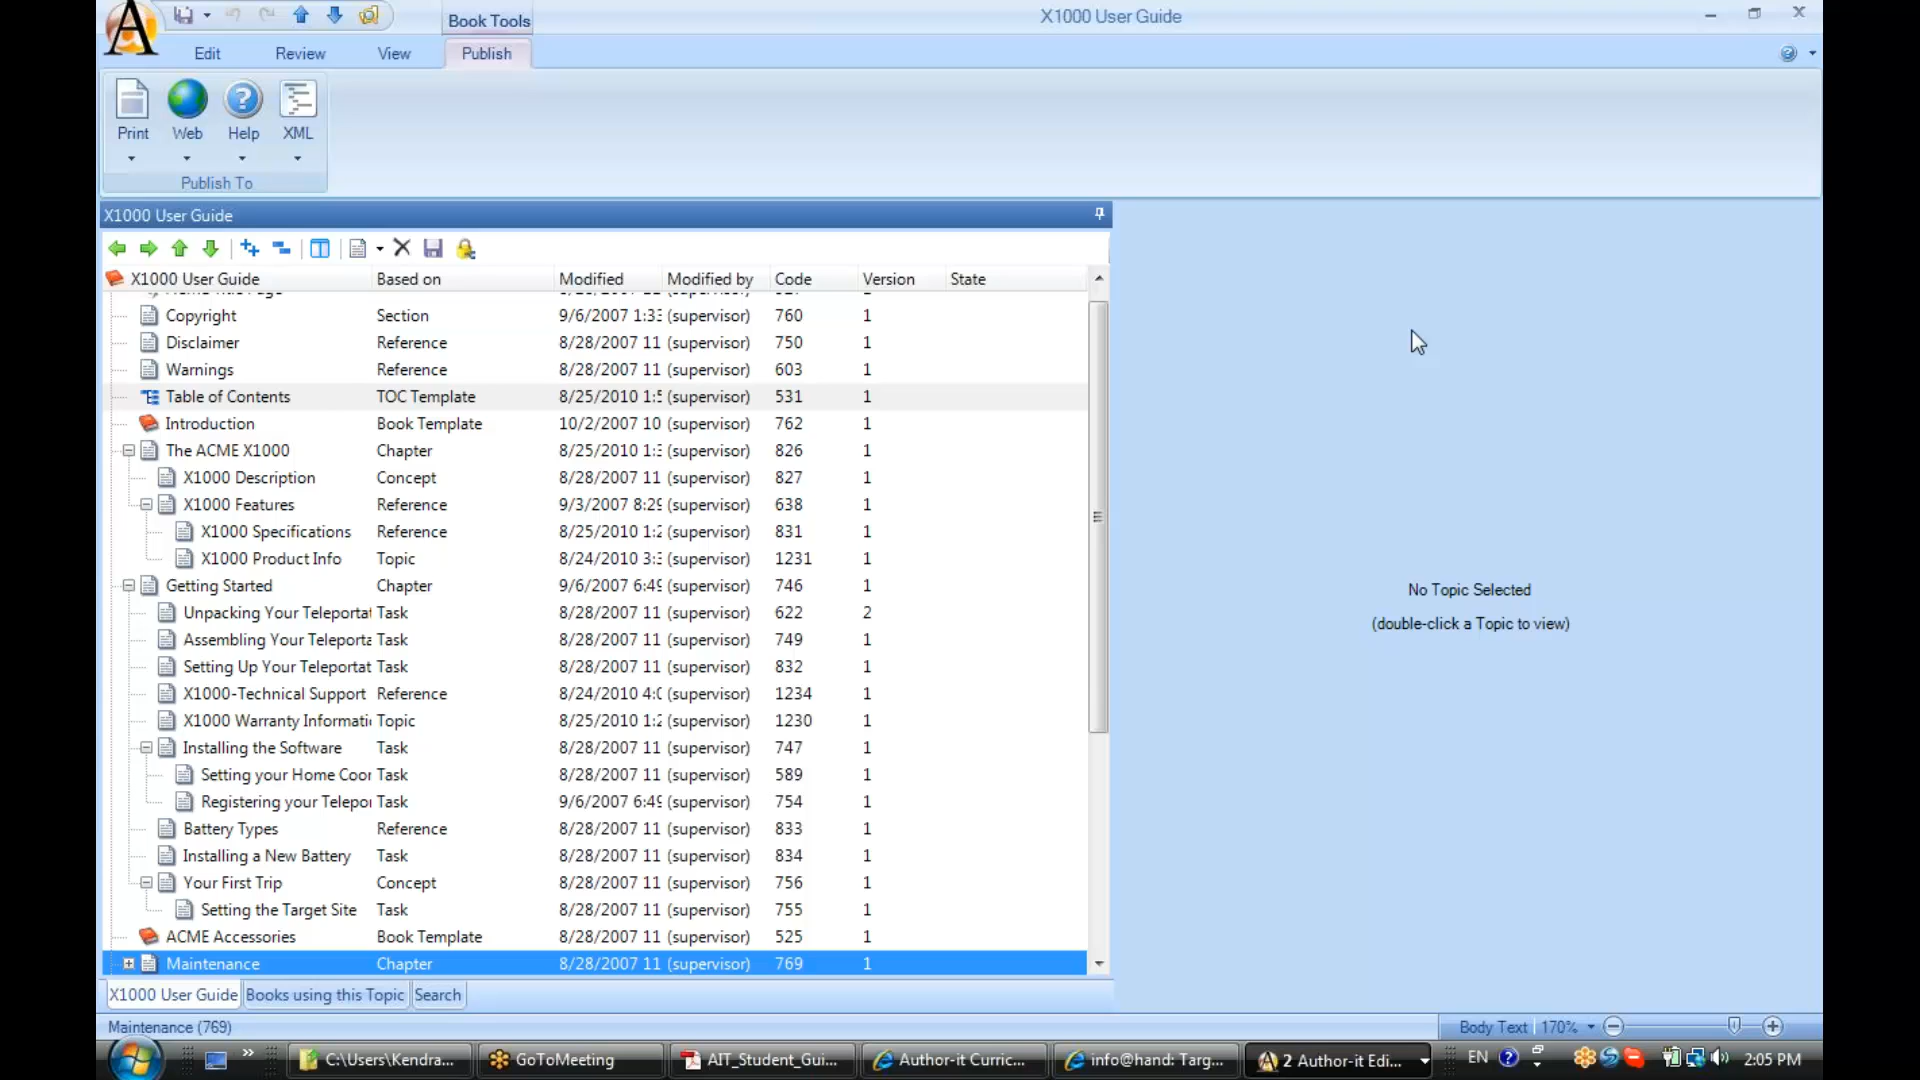 Book Tools
X1000 User Guide
Edit
Review
View
Publish
Print
Web
Help
XML
Publish To
X1000 User Guide
X1000 User Guide Based on Modified Modified by Code Version State
Copyright Section 9/6/2007 1:33 (supervisor) 760 1
Disclaimer Reference 8/28/2007 11 (supervisor) 750 1
Warnings Reference 8/28/2007 11 (supervisor) 603 1
Table of Contents TOC Template 8/25/2010 1:5 (supervisor) 531 1
Introduction Book Template 10/2/2007 10 (supervisor) 762 1
The ACME X1000 Chapter 8/25/2010 1:3 (supervisor) 826 1
X1000 Description Concept 8/28/2007 11 (supervisor) 827 1
X1000 Features Reference 9/3/2007 8:29 (supervisor) 638 1
X1000 Specifications Reference 8/25/2010 1:2 (supervisor) 831 1
X1000 Product Info Topic 8/24/2010 3:3 (supervisor) 1231 1
Getting Started Chapter 9/6/2007 6:49 (supervisor) 746 1
Unpacking Your Teleportat Task 8/28/2007 11 (supervisor) 622 2
Assembling Your Teleporta Task 8/28/2007 11 (supervisor) 749 1
Setting Up Your Teleportat Task 8/28/2007 11 (supervisor) 832 1
X1000-Technical Support Reference 8/24/2010 4:0 (supervisor) 1234 1
X1000 Warranty Informati Topic 8/25/2010 1:2 (supervisor) 1230 1
Installing the Software Task 8/28/2007 11 (supervisor) 747 1
Setting your Home Coor Task 8/28/2007 11 (supervisor) 589 1
Registering your Telepor Task 9/6/2007 6:49 (supervisor) 754 1
Battery Types Reference 8/28/2007 11 (supervisor) 833 1
Installing a New Battery Task 8/28/2007 11 (supervisor) 834 1
Your First Trip Concept 8/28/2007 11 (supervisor) 756 1
Setting the Target Site Task 8/28/2007 11 (supervisor) 755 1
ACME Accessories Book Template 8/28/2007 11 (supervisor) 525 1
Maintenance Chapter 8/28/2007 11 (supervisor) 769 1
No Topic Selected
(double-click a Topic to view)
X1000 User Guide Books using this Topic Search
Maintenance (769)
Body Text 170%
C:\Users\Kendra... GoToMeeting AIT_Student_Gui... Author-it Curric... info@hand: Targ... 2 Author-it Edi... EN 2:05 PM